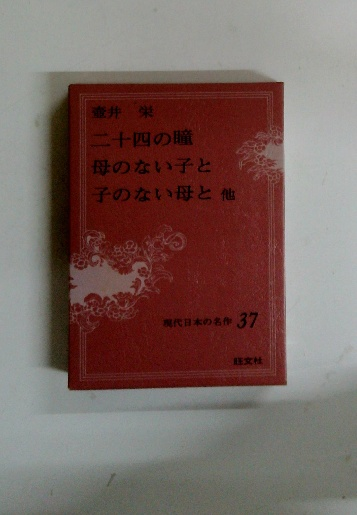 壷井 栄
二十四の瞳
母のない子と
子のない母と 他
現代日本の名作 37
旺文社